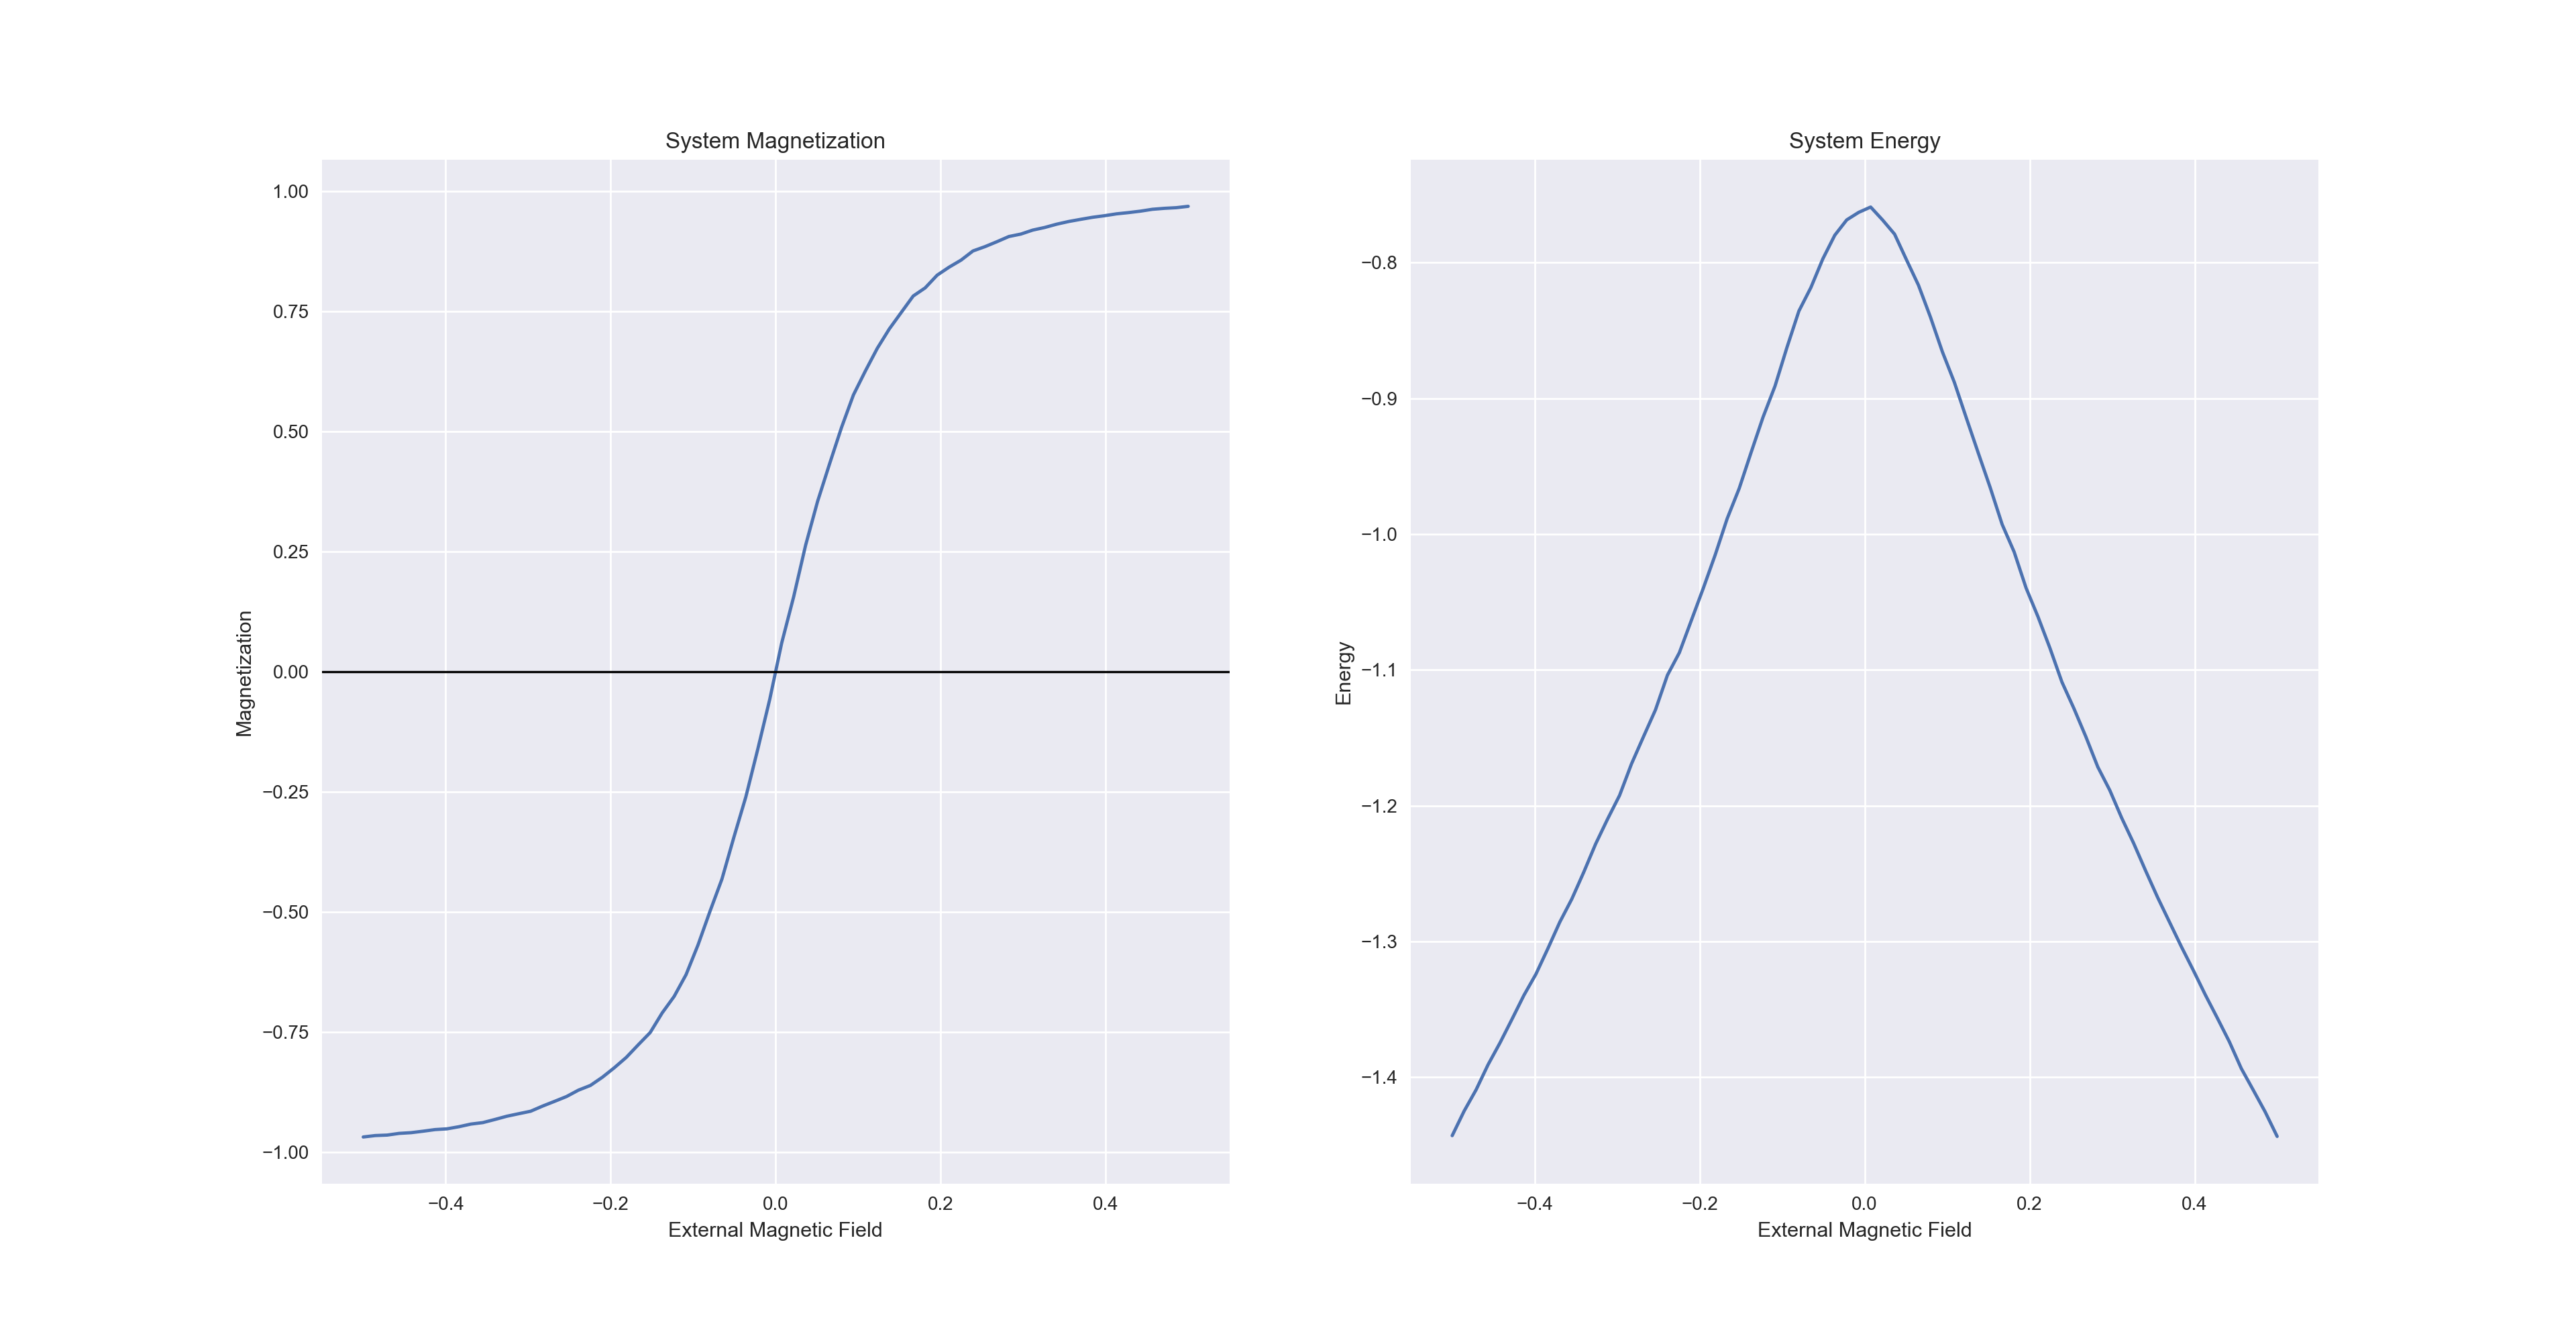 System Magnetization
1.00
0.75
0.50
0.25
0.00
−0.25
−0.50
−0.75
−1.00
Magnetization
−0.4 −0.2 0.0 0.2 0.4
External Magnetic Field
System Energy
−0.8
−0.9
−1.0
−1.1
−1.2
−1.3
−1.4
Energy
−0.4 −0.2 0.0 0.2 0.4
External Magnetic Field